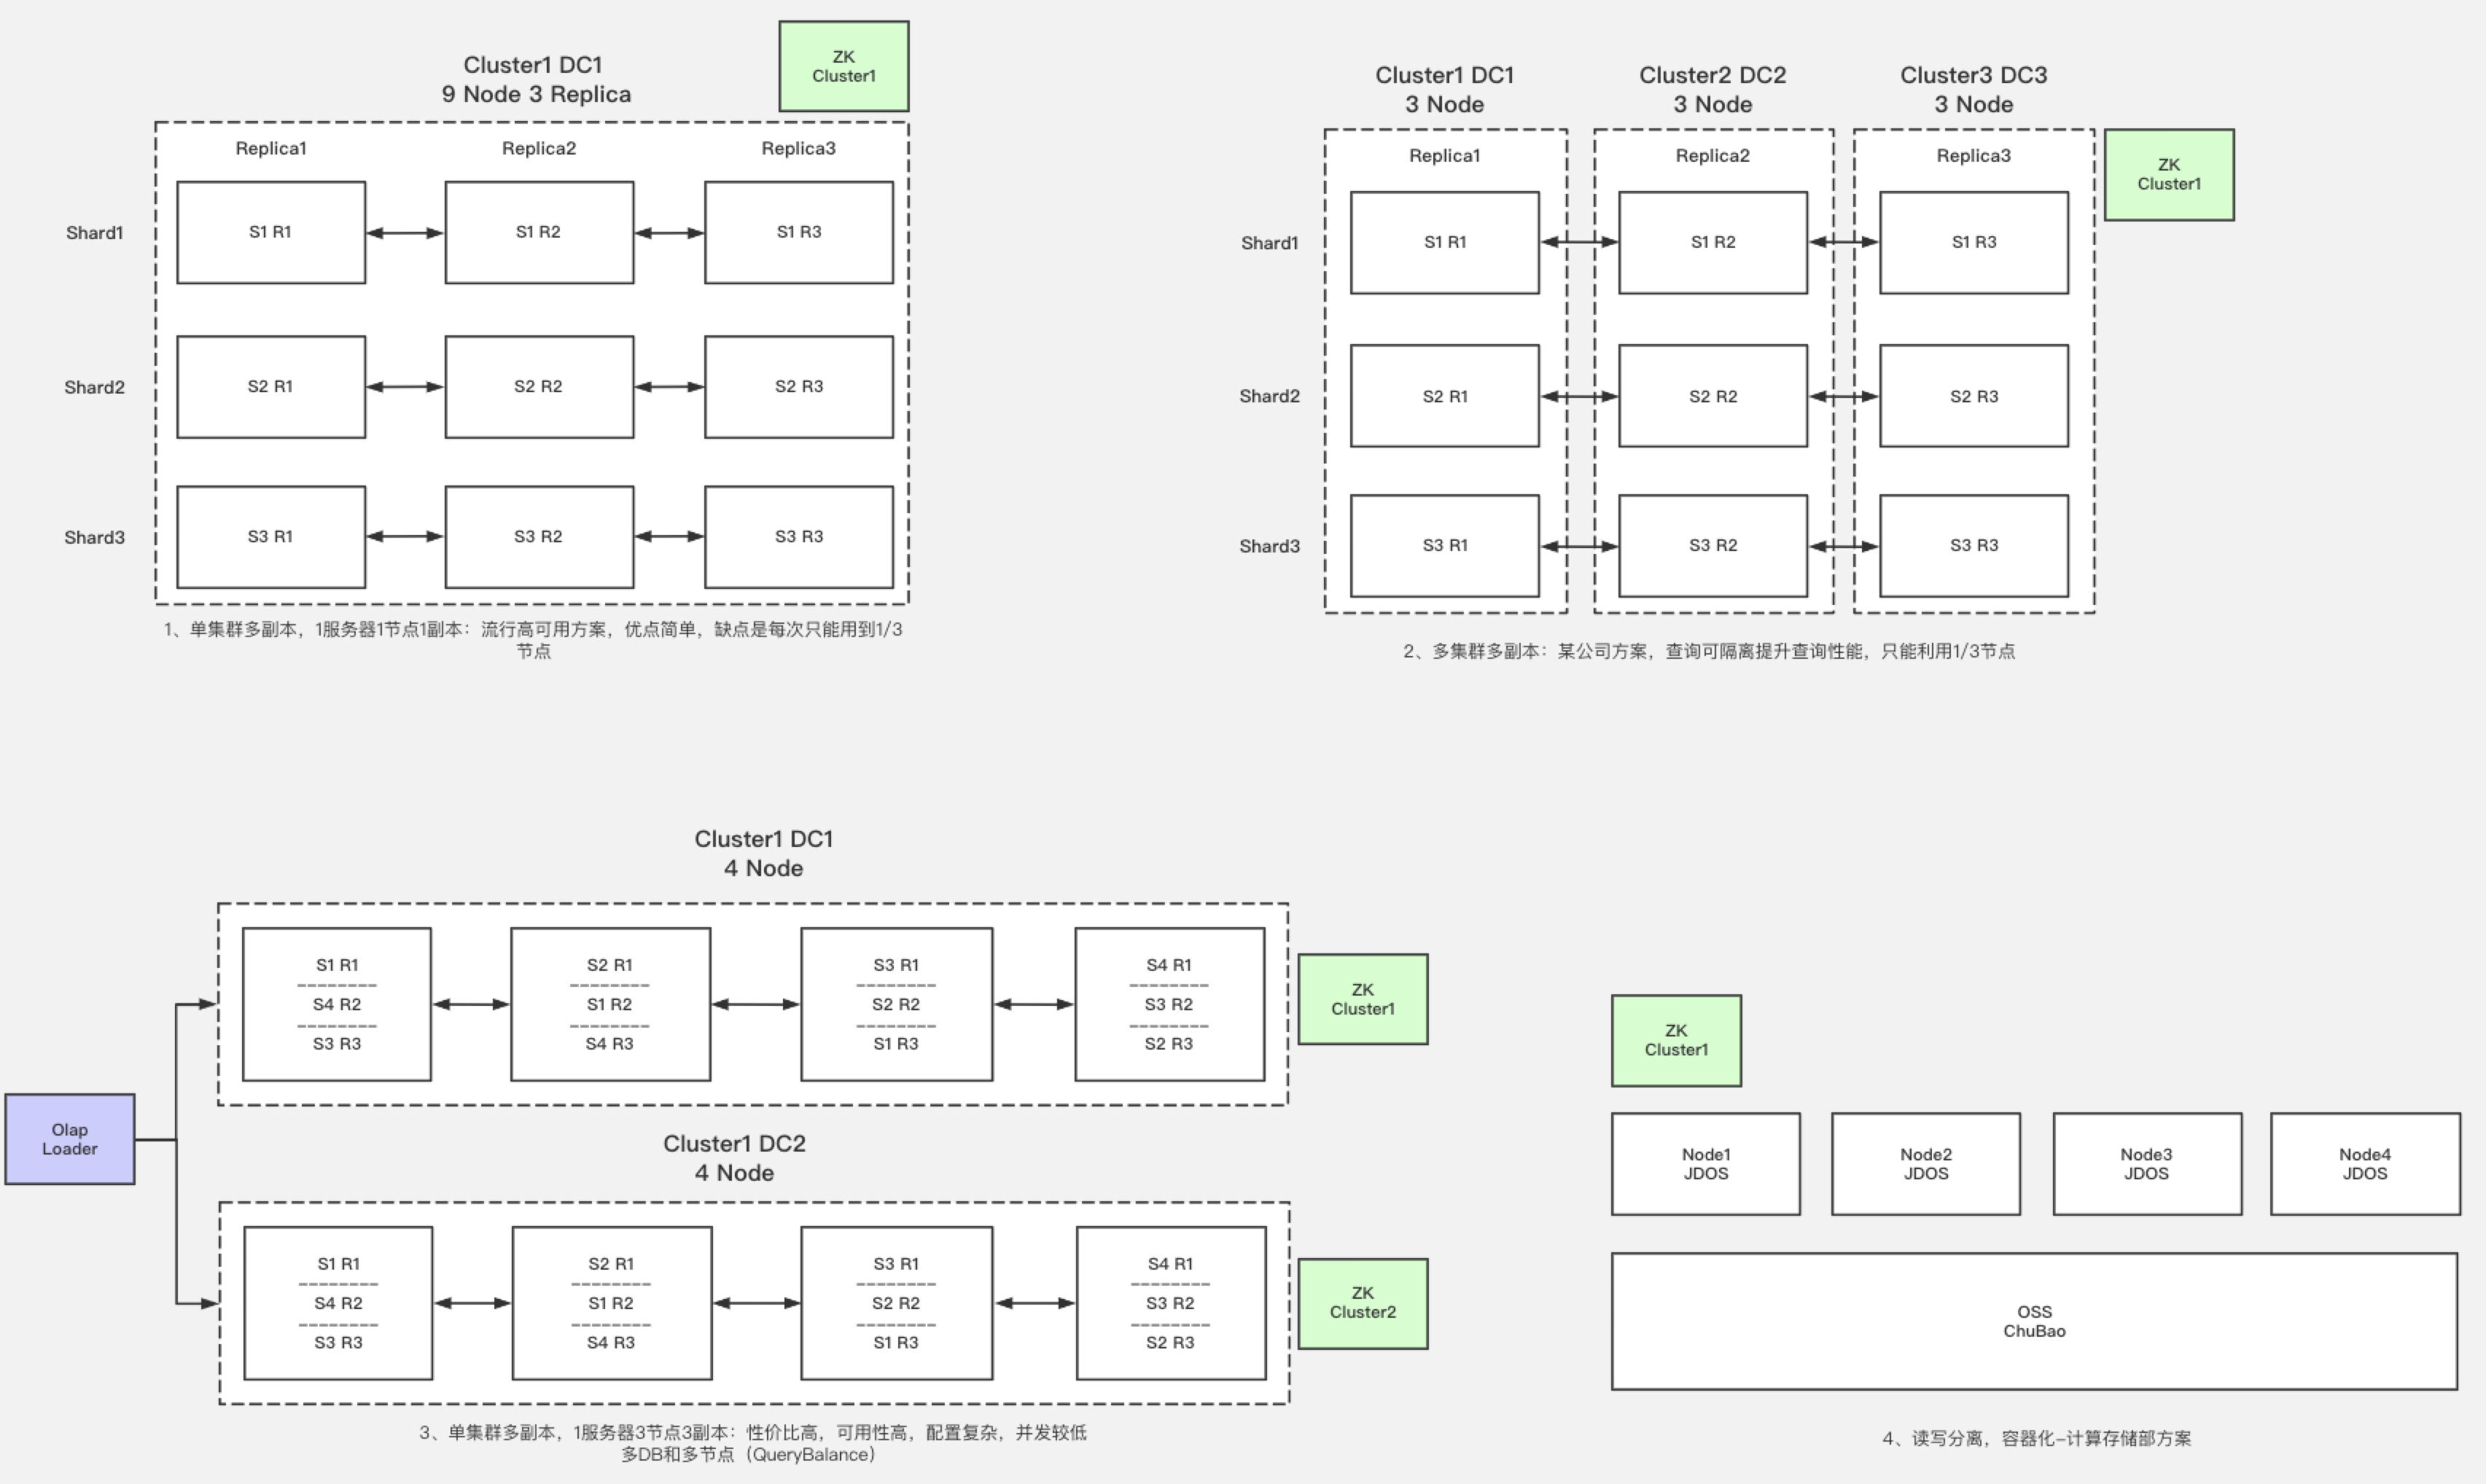 Cluster1 DC1
9 Node 3 Replica
ZK
Cluster1
Replica1
Replica2
Replica3
Shard1
S1 R1
S1 R2
S1 R3
Shard2
S2 R1
S2 R2
S2 R3
Shard3
S3 R1
S3 R2
S3 R3
1、单集群多副本，1服务器1节点1副本：流行高可用方案，优点简单，缺点是每次只能用到1/3
节点
Cluster1 DC1
3 Node
Cluster2 DC2
3 Node
Cluster3 DC3
3 Node
ZK
Cluster1
Replica1
Replica2
Replica3
Shard1
S1 R1
S1 R2
S1 R3
Shard2
S2 R1
S2 R2
S2 R3
Shard3
S3 R1
S3 R2
S3 R3
2、多集群多副本：某公司方案，查询可隔离提升查询性能，只能利用1/3节点
Olap
Loader
Cluster1 DC1
4 Node
S1 R1
S4 R2
S3 R3
S2 R1
S1 R2
S4 R3
S3 R1
S2 R2
S1 R3
S4 R1
S3 R2
S2 R3
ZK
Cluster1
Cluster1 DC2
4 Node
S1 R1
S4 R2
S3 R3
S2 R1
S1 R2
S4 R3
S3 R1
S2 R2
S1 R3
S4 R1
S3 R2
S2 R3
ZK
Cluster2
3、单集群多副本，1服务器3节点3副本：性价比高，可用性高，配置复杂，并发较低
多DB和多节点（QueryBalance）
ZK
Cluster1
Node1
JDOS
Node2
JDOS
Node3
JDOS
Node4
JDOS
OSS
ChuBao
4、读写分离，容器化-计算存储部方案